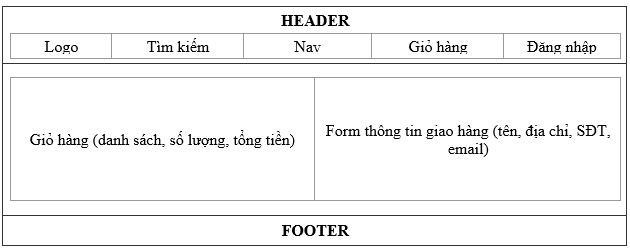 HEADER
Logo Tìm kiếm Nav Giỏ hàng Đăng nhập
Giỏ hàng (danh sách, số lượng, tổng tiền)
Form thông tin giao hàng (tên, địa chỉ, SĐT,
email)
FOOTER